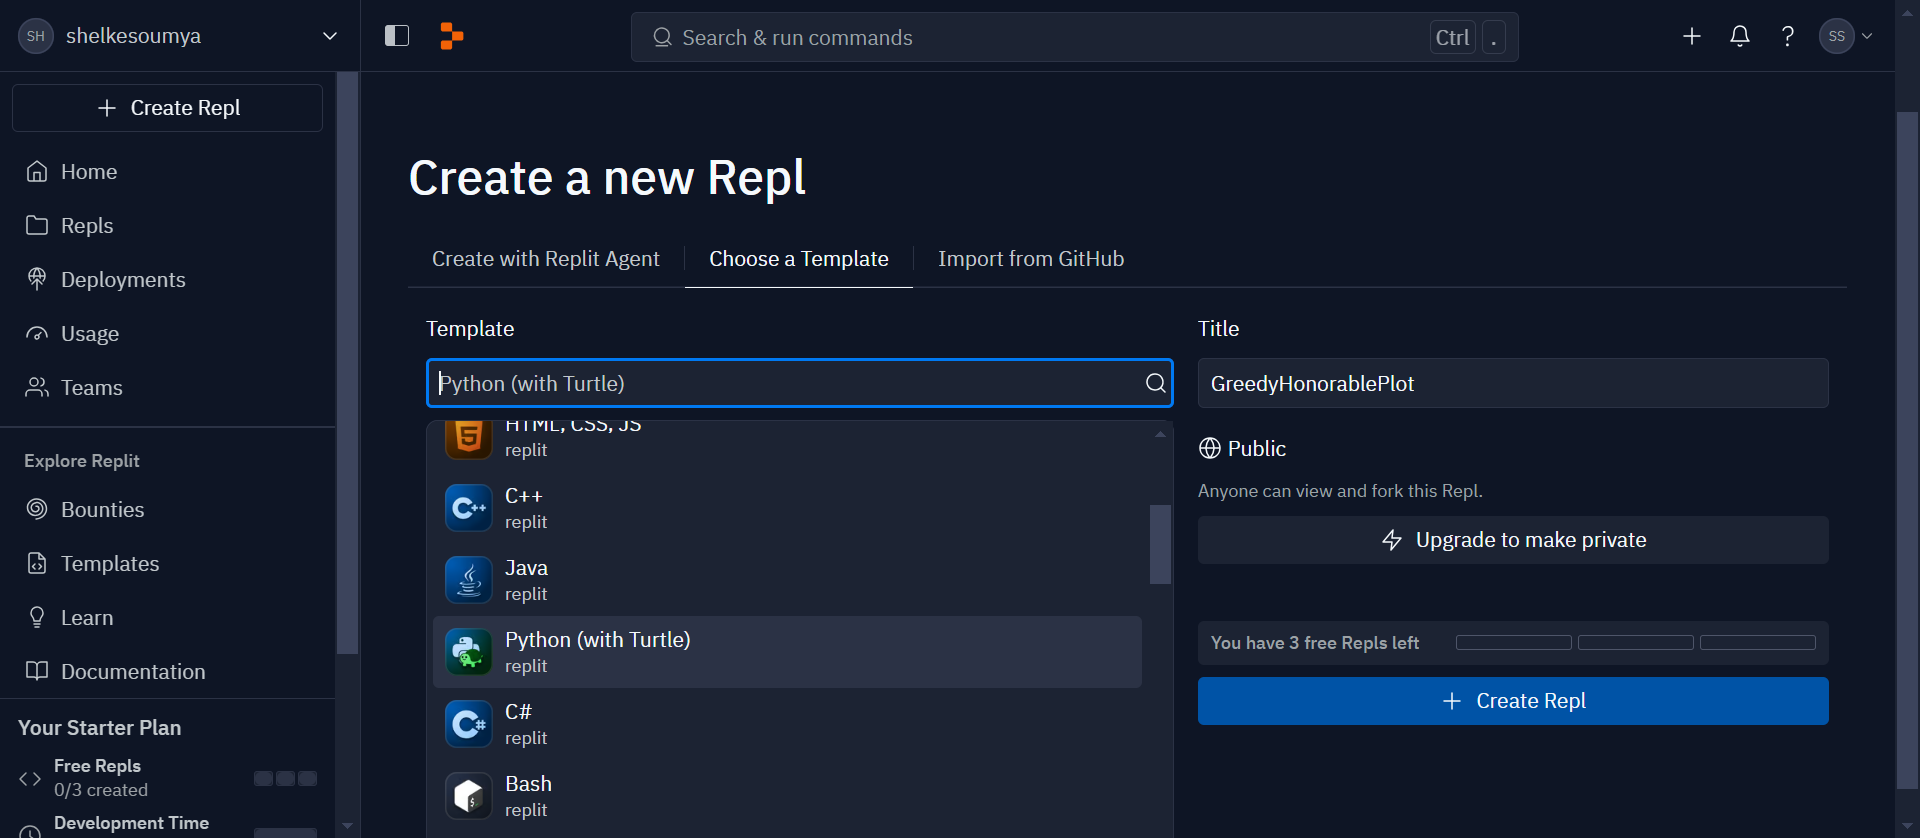 SH shelkesoumya
Search & run commands Ctrl .
SS
Create Repl
Home
Repls
Deployments
Usage
Teams
Explore Replit
Bounties
Templates
Learn
Documentation
Your Starter Plan
Free Repls
0/3 created
Development Time
Create a new Repl
Create with Replit Agent
Choose a Template
Import from GitHub
Template
Python (with Turtle)
HTML, CSS, JS
replit
C++
replit
Java
replit
Python (with Turtle)
replit
C#
replit
Bash
replit
Title
GreedyHonorablePlot
Public
Anyone can view and fork this Repl.
Upgrade to make private
You have 3 free Repls left
Create Repl